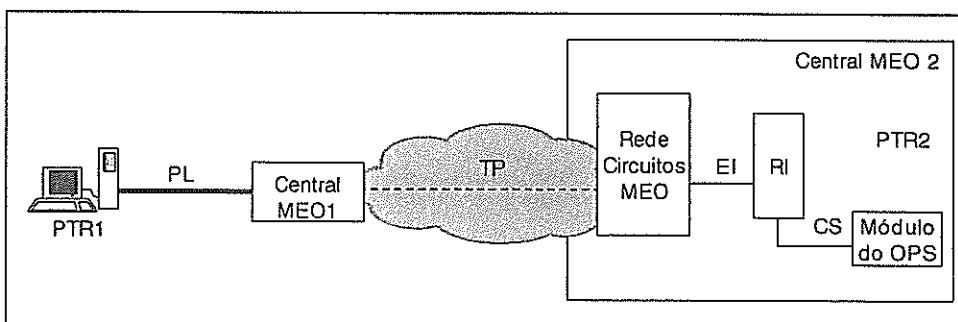 Central MEO 2
Rede
Circuitos
MEO
PTR2
EI
RI
TP
PL
Central
MEO1
PTR1
CS
Módulo
do OPS